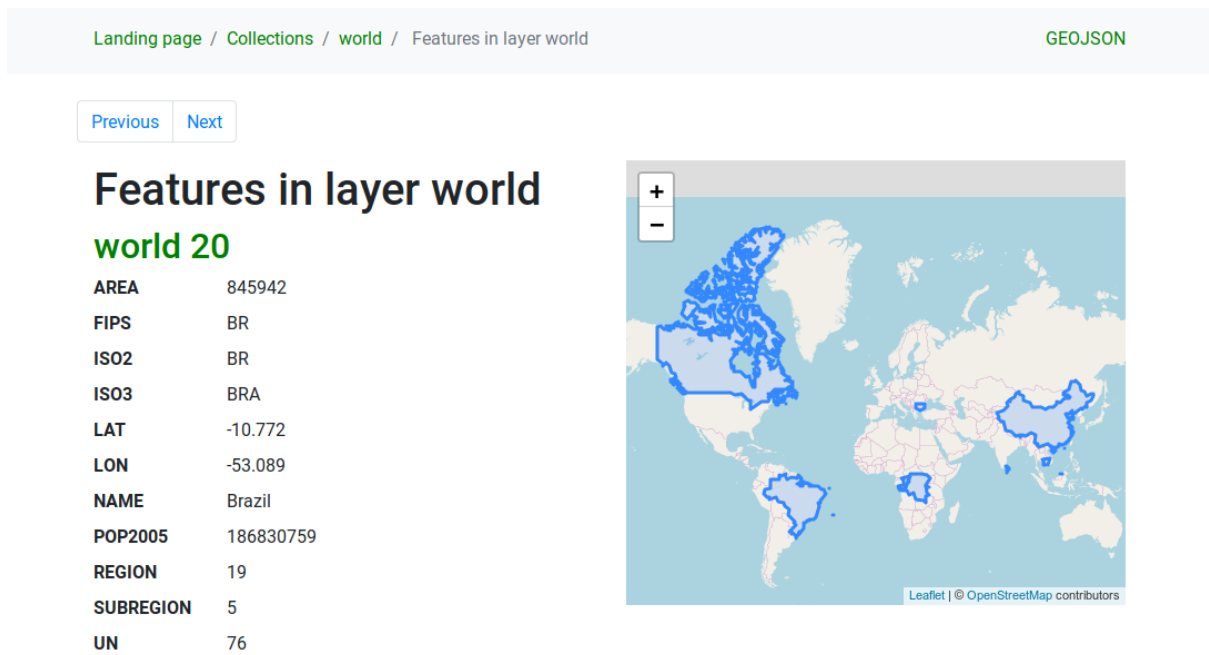 Landing page / Collections / world / Features in layer world GEOJSON
Previous Next
Features in layer world
world 20
AREA 845942
FIPS BR
ISO2 BR
ISO3 BRA
LAT -10.772
LON -53.089
NAME Brazil
POP2005 186830759
REGION 19
SUBREGION 5
UN 76
+
−
Leaflet | © OpenStreetMap contributors